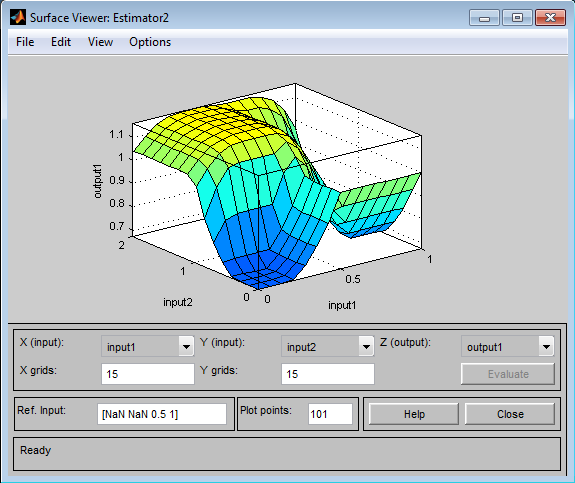 Surface Viewer: Estimator2
File Edit View Options
1.1
1
0.9
0.8
0.7
output1
2
1
0
input2
0
0.5
1
input1
X (input): input1 Y (input): input2 Z (output): output1
X grids: 15 Y grids: 15 Evaluate
Ref. Input: [NaN NaN 0.5 1] Plot points: 101 Help Close
Ready